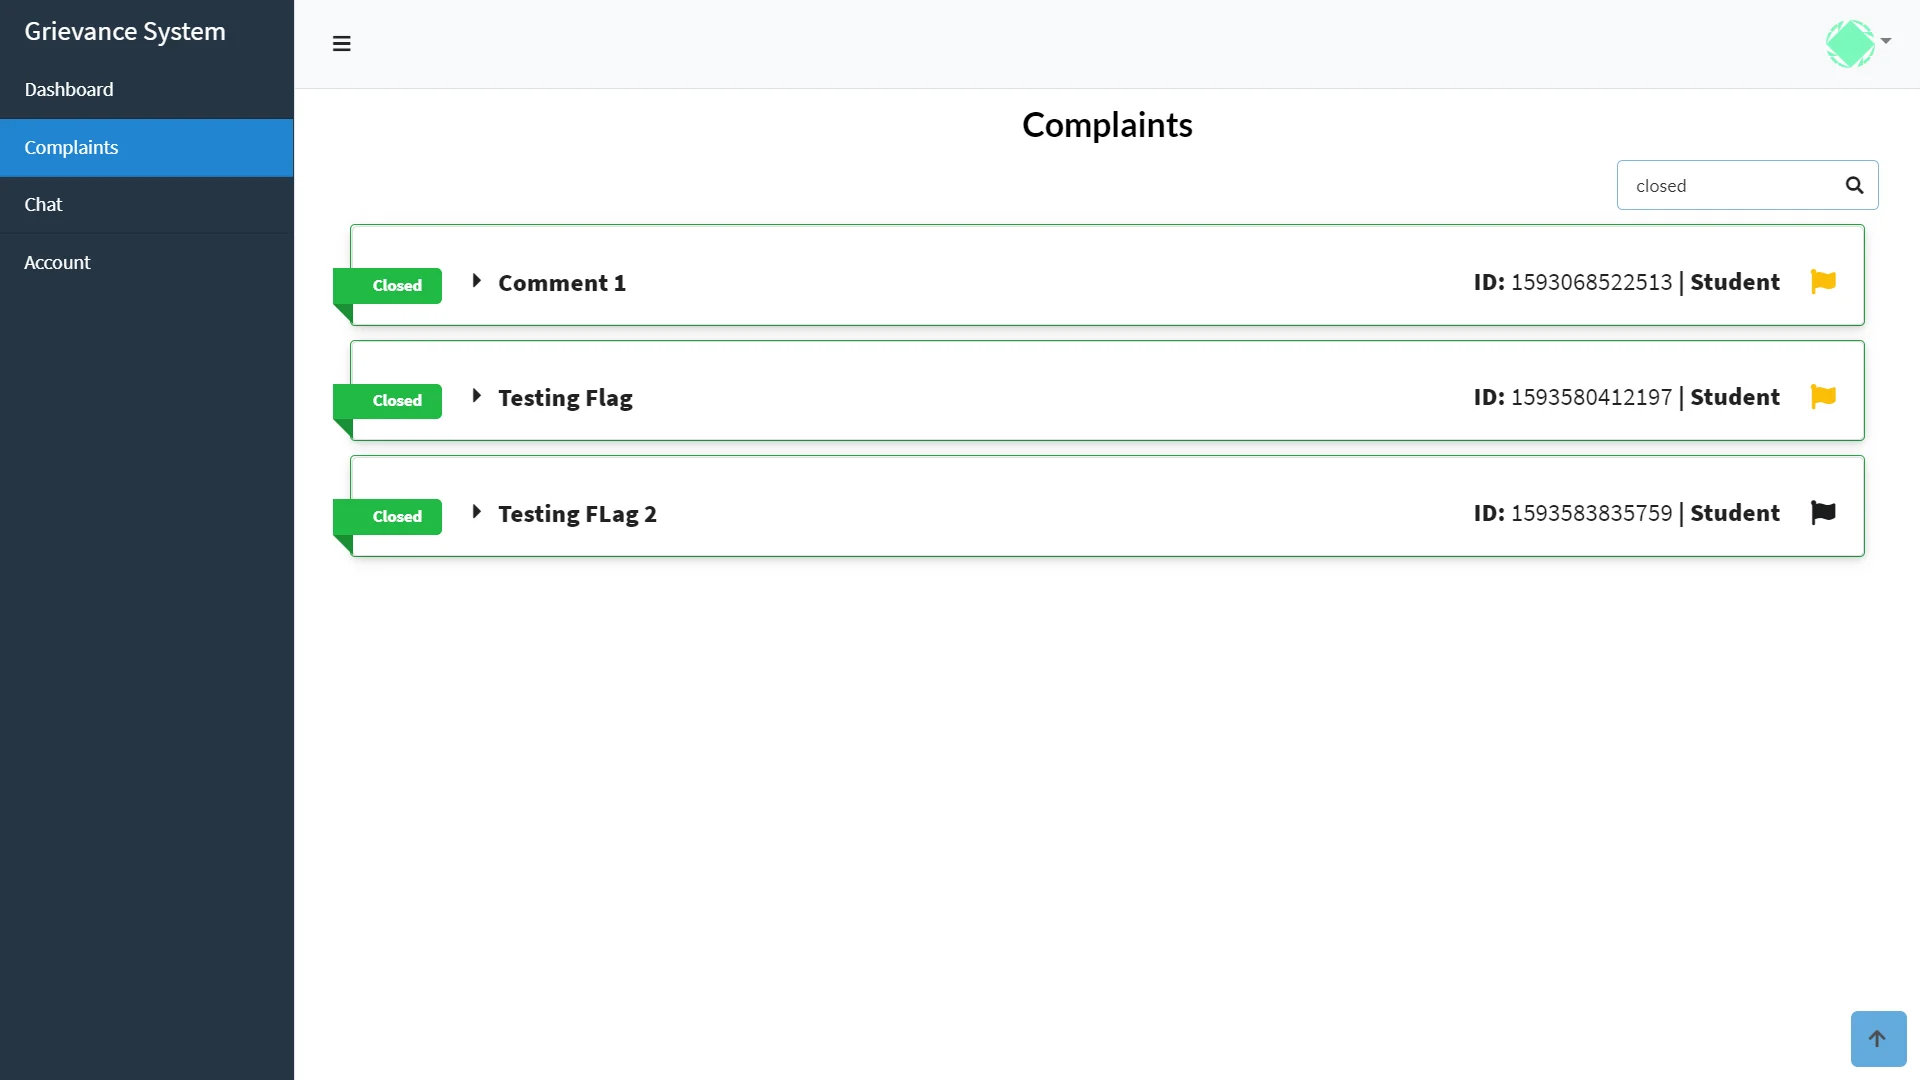 Grievance System
Dashboard
Complaints
Chat
Account
Complaints
closed
Closed
Comment 1
ID: 1593068522513 | Student
Closed
Testing Flag
ID: 1593580412197 | Student
Closed
Testing FLag 2
ID: 1593583835759 | Student